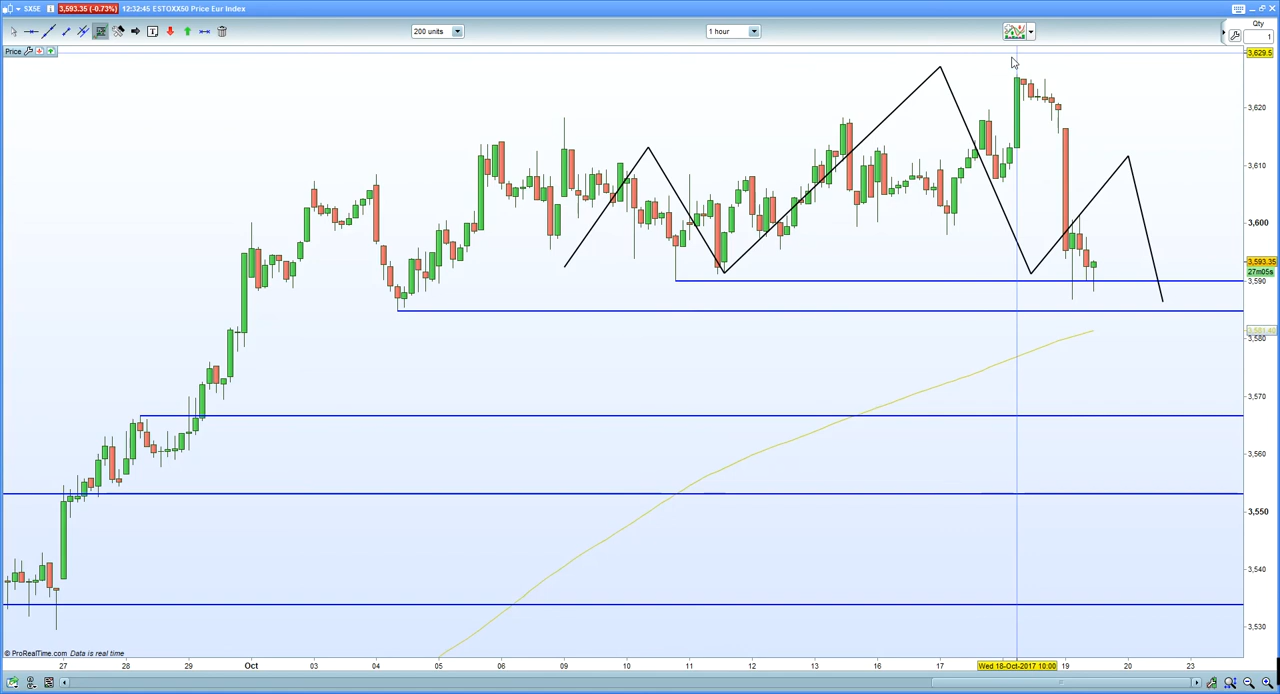 SX5E 3,593.35 (-0.73%) 12:32:45 ESTOXX50 Price Eur Index
200 units
1 hour
Qty
1
Price
3,629.5
3,620
3,610
3,600
3,593.35
27m05s
3,590
3,580
3,570
3,560
3,550
3,540
3,530
© ProRealTime.com Data is real time
27 28 29 Oct 03 04 05 06 09 10 11 12 13 16 17 Wed 18-Oct-2017 10:00 19 20 23